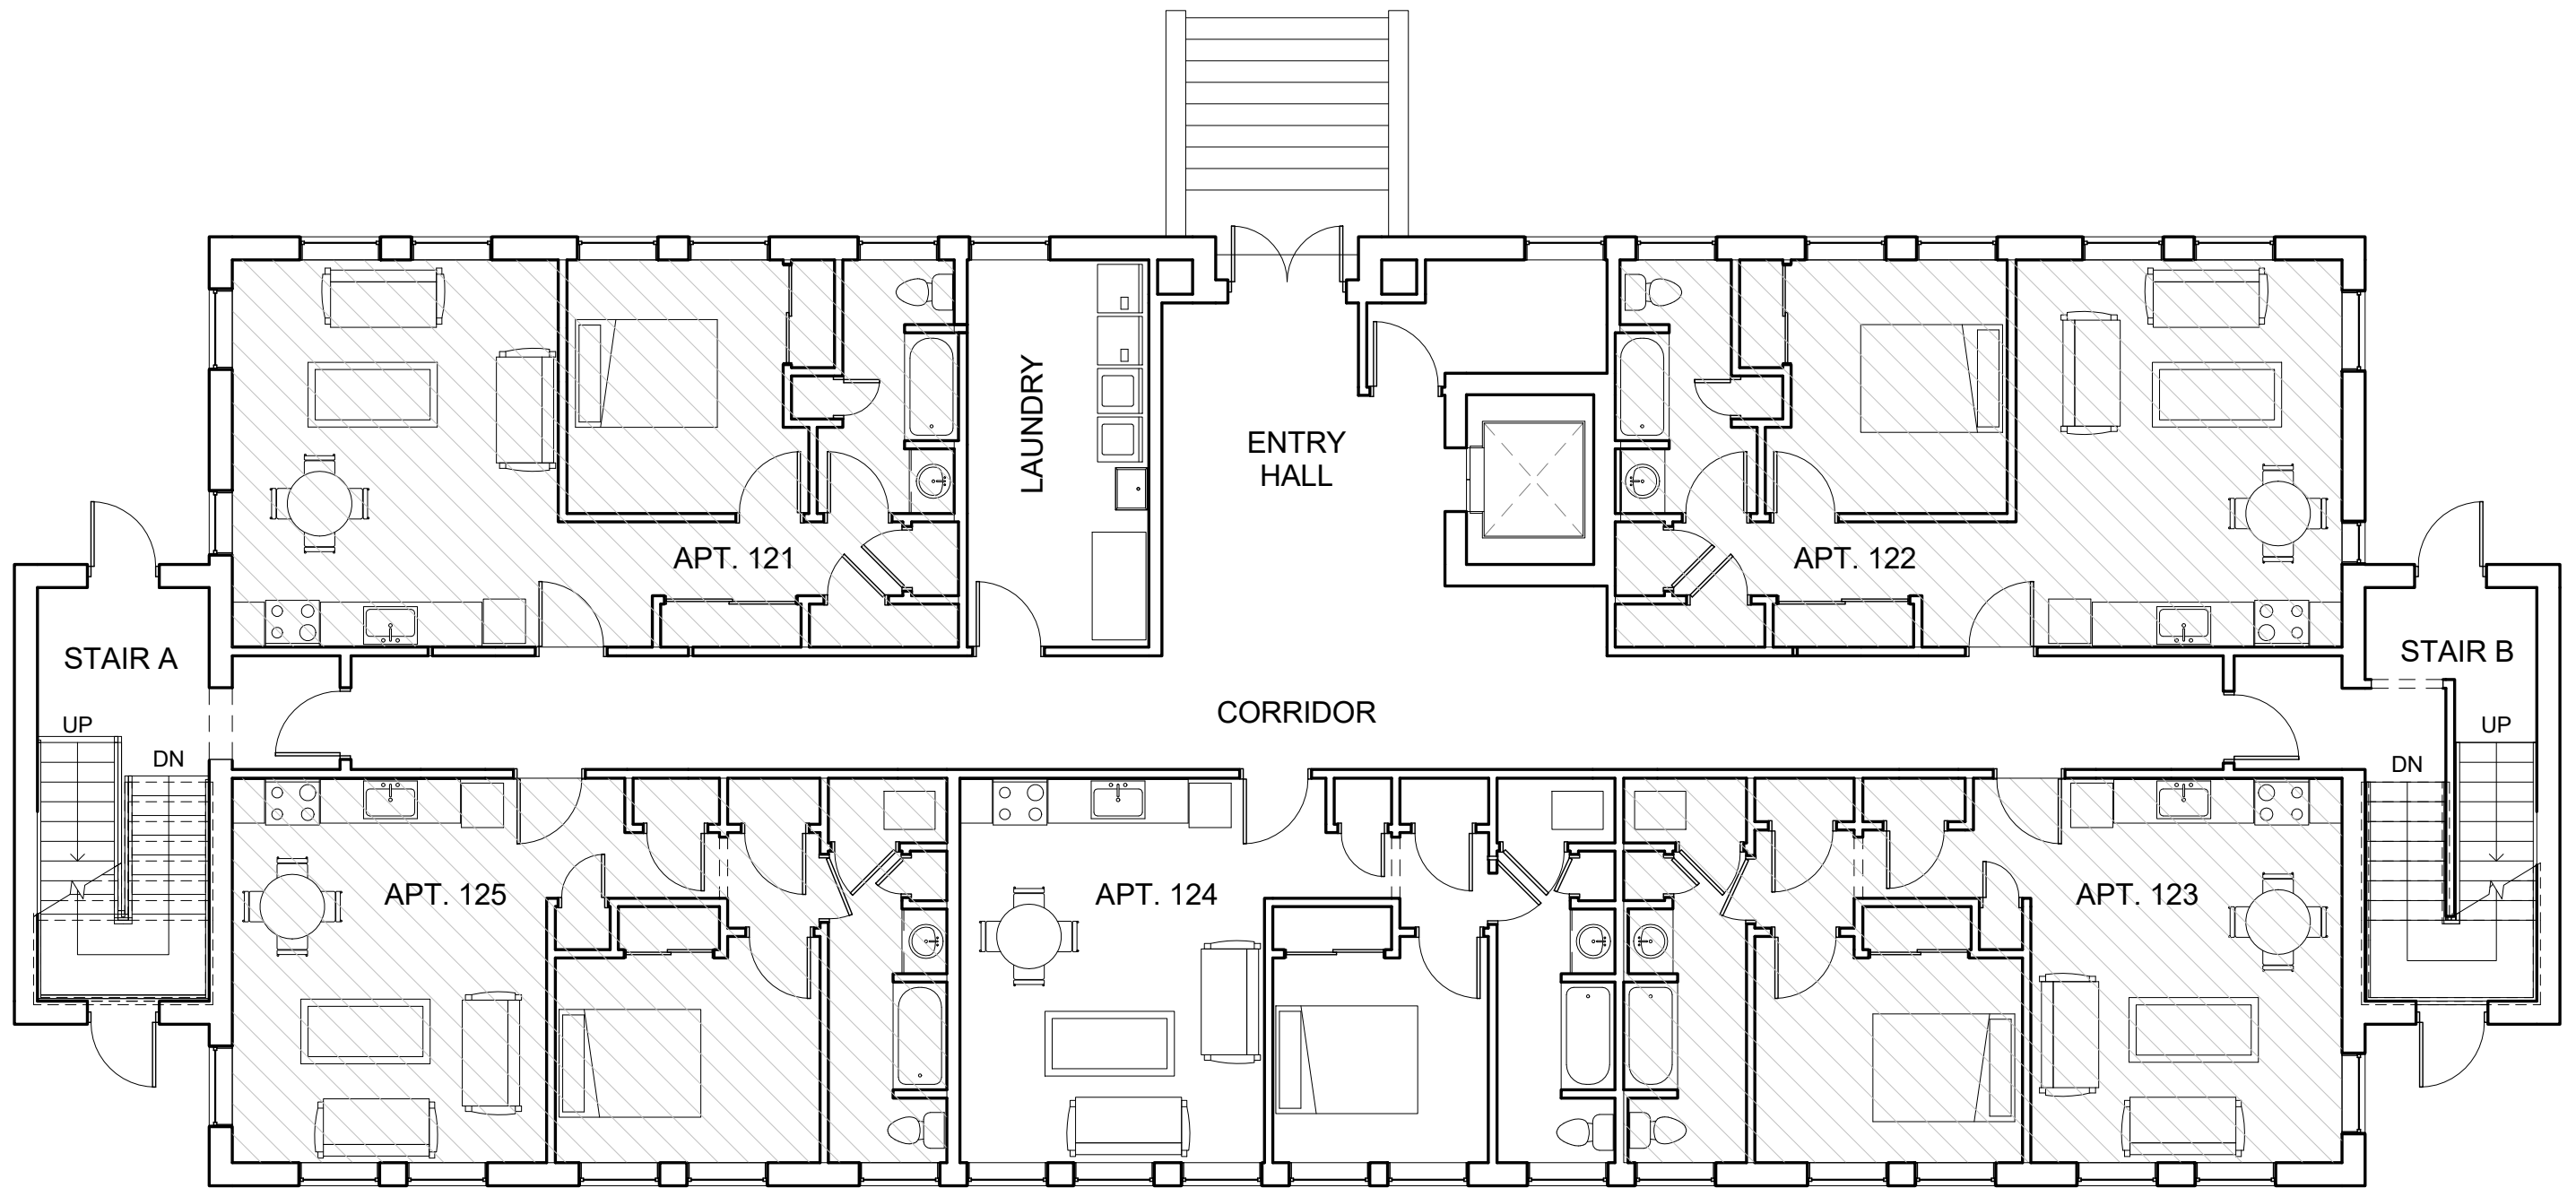 LAUNDRY
ENTRY
HALL
APT. 121
APT. 122
STAIR A
STAIR B
CORRIDOR
UP
DN
UP
DN
APT. 125
APT. 124
APT. 123